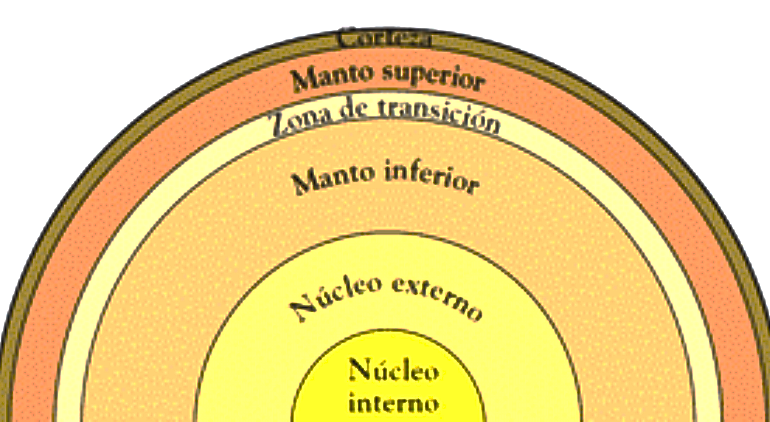 Corteza
Manto superior
Zona de transición
Manto inferior
Núcleo externo
Núcleo
interno